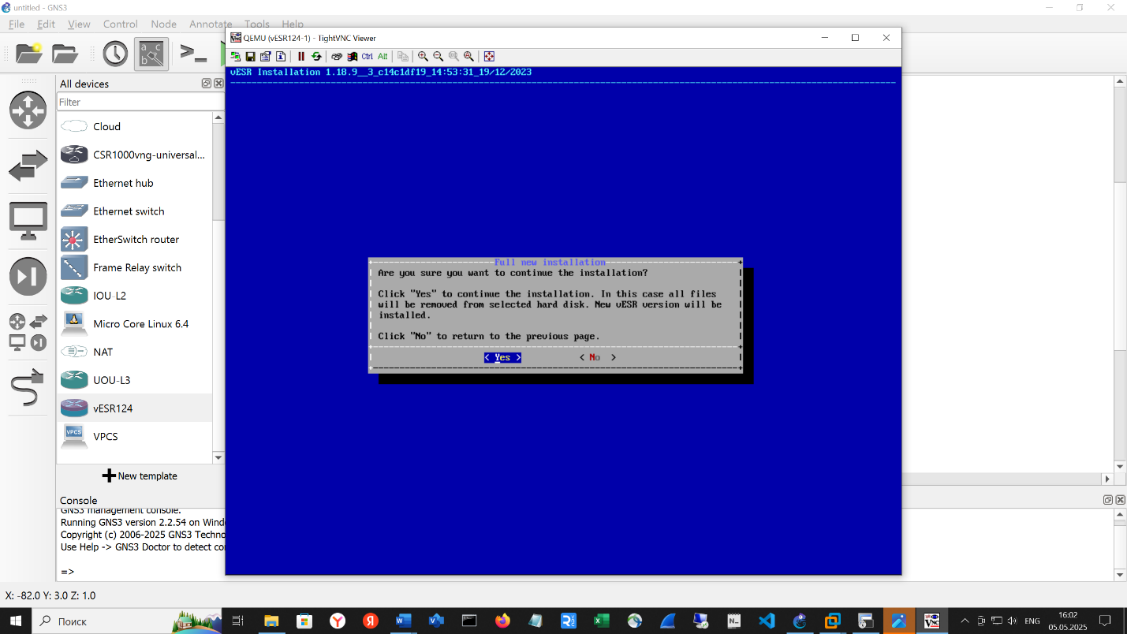 untitled - GNS3
File Edit View Control Node Annotate Tools Help
QEMU (vESR124-1) - TightVNC Viewer
Ctrl Alt
vESR Installation 1.18.9__3_c14c1df19_14:53:31_19/12/2023
All devices
Filter
Cloud
CSR1000vng-universal...
Ethernet hub
Ethernet switch
EtherSwitch router
Frame Relay switch
IOU-L2
Micro Core Linux 6.4
NAT
UOU-L3
vESR124
VPCS
New template
Full new installation
Are you sure you want to continue the installation?
Click "Yes" to continue the installation. In this case all files
will be removed from selected hard disk. New vESR version will be
installed.
Click "No" to return to the previous page.
< Yes > < No >
Console
GNS3 management console.
Running GNS3 version 2.2.54 on Wind
Copyright (c) 2006-2025 GNS3 Techno
Use Help -> GNS3 Doctor to detect co
=>
X: -82.0 Y: 3.0 Z: 1.0
Поиск
ENG
16:02
05.05.2025